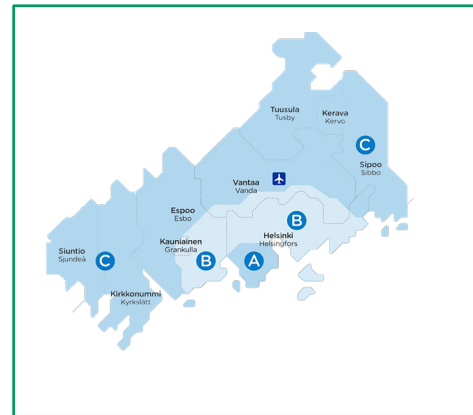 Tuusula
Tusby
Kerava
Kervo
C
Sipoo
Sibbo
Vantaa
Vanda
Espoo
Esbo
B
Helsinki
Helsingfors
Kauniainen
Grankulla
B
A
Siuntio
Sjundeå
C
Kirkkonummi
Kyrkslätt